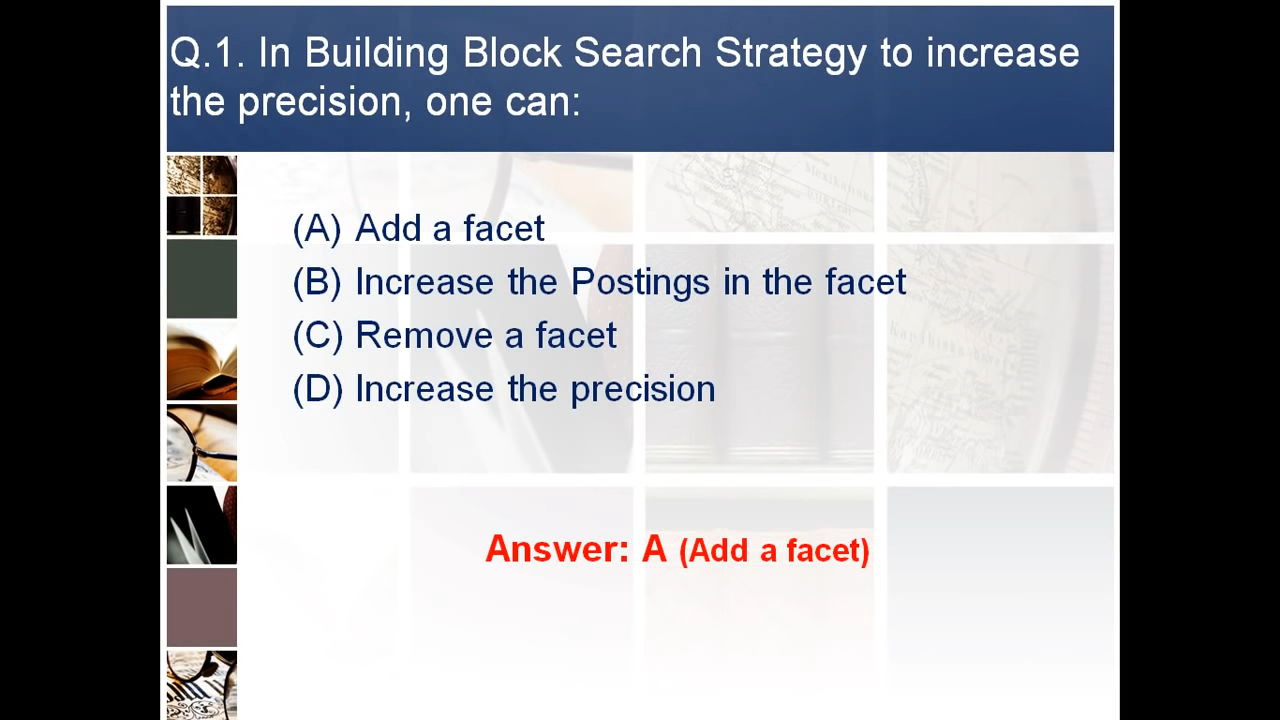 Q.1. In Building Block Search Strategy to increase
the precision, one can:
(A) Add a facet
(B) Increase the Postings in the facet
(C) Remove a facet
(D) Increase the precision
Answer: A (Add a facet)